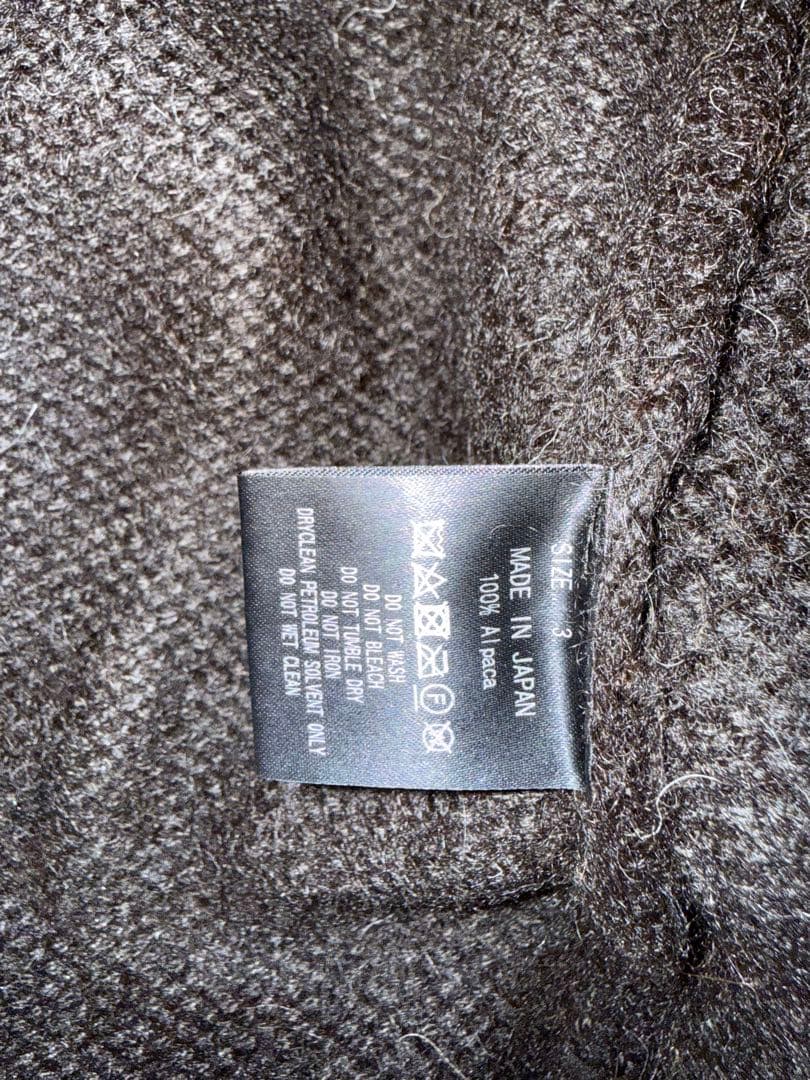 SIZE 3
MADE IN JAPAN
100% Alpaca
F
DO NOT WASH
DO NOT BLEACH
DO NOT TUMBLE DRY
DO NOT IRON
DRYCLEAN PETROLEUM SOLVENT ONLY
DO NOT WET CLEAN